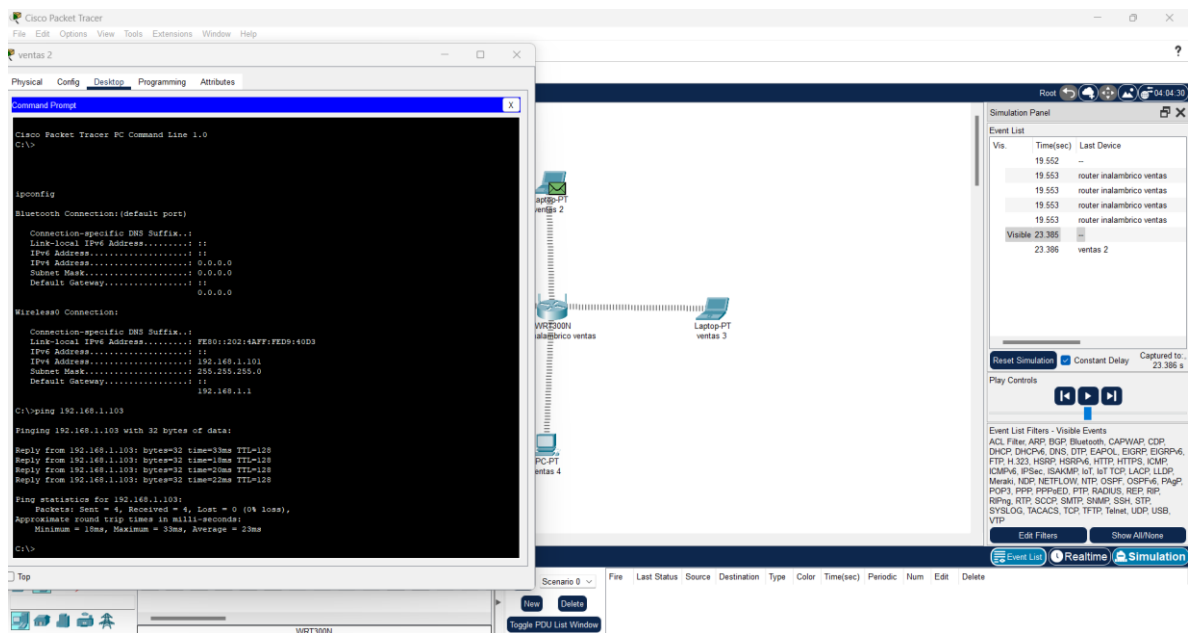 Cisco Packet Tracer
File Edit Options View Tools Extensions Window Help
?
ventas 2
Physical Config Desktop Programming Attributes
Command Prompt
X
Cisco Packet Tracer PC Command Line 1.0
C:\>
ipconfig
Bluetooth Connection:(default port)
Connection-specific DNS Suffix..:
Link-local IPv6 Address.........: ::
IPv6 Address....................: ::
IPv4 Address....................: 0.0.0.0
Subnet Mask.....................: 0.0.0.0
Default Gateway.................: ::
0.0.0.0
Wireless0 Connection:
Connection-specific DNS Suffix..:
Link-local IPv6 Address.........: FE80::202:4AFF:FED9:40D3
IPv6 Address....................: ::
IPv4 Address....................: 192.168.1.101
Subnet Mask.....................: 255.255.255.0
Default Gateway.................: ::
192.168.1.1
C:\>ping 192.168.1.103
Pinging 192.168.1.103 with 32 bytes of data:
Reply from 192.168.1.103: bytes=32 time=33ms TTL=128
Reply from 192.168.1.103: bytes=32 time=18ms TTL=128
Reply from 192.168.1.103: bytes=32 time=20ms TTL=128
Reply from 192.168.1.103: bytes=32 time=22ms TTL=128
Ping statistics for 192.168.1.103:
Packets: Sent = 4, Received = 4, Lost = 0 (0% loss),
Approximate round trip times in milli-seconds:
Minimum = 18ms, Maximum = 33ms, Average = 23ms
C:\>
Top
aptop-PT
ventas 2
WRT300N
nalambrico ventas
Laptop-PT
ventas 3
PC-PT
entas 4
Root 04:04:30
Simulation Panel
Event List
Vis. Time(sec) Last Device
19.552 --
19.553 router inalambrico ventas
19.553 router inalambrico ventas
19.553 router inalambrico ventas
19.553 router inalambrico ventas
Visible 23.385 --
23.386 ventas 2
Reset Simulation Constant Delay Captured to:
23.386 s
Play Controls
Event List Filters - Visible Events
ACL Filter, ARP, BGP, Bluetooth, CAPWAP, CDP,
DHCP, DHCPv6, DNS, DTP, EAPOL, EIGRP, EIGRPv6,
FTP, H.323, HSRP, HSRPv6, HTTP, HTTPS, ICMP,
ICMPv6, IPSec, ISAKMP, IoT, IoT TCP, LACP, LLDP,
Meraki, NDP, NETFLOW, NTP, OSPF, OSPFv6, PAgP,
POP3, PPP, PPPoED, PTP, RADIUS, REP, RIP,
RIPng, RTP, SCCP, SMTP, SNMP, SSH, STP,
SYSLOG, TACACS, TCP, TFTP, Telnet, UDP, USB,
VTP
Edit Filters Show All/None
Event List Realtime Simulation
Scenario 0
New Delete
Toggle PDU List Window
Fire Last Status Source Destination Type Color Time(sec) Periodic Num Edit Delete
WRT300N